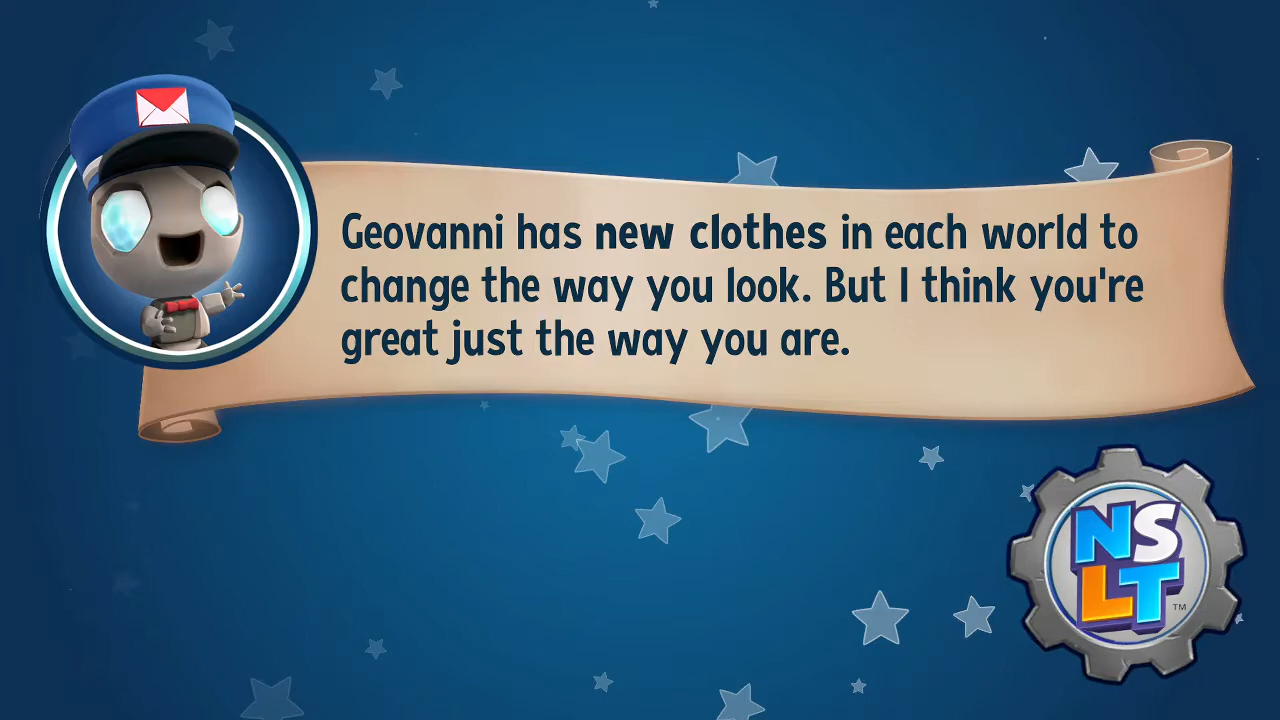 Geovanni has new clothes in each world to
change the way you look. But I think you're
great just the way you are.
NS
LT
TM